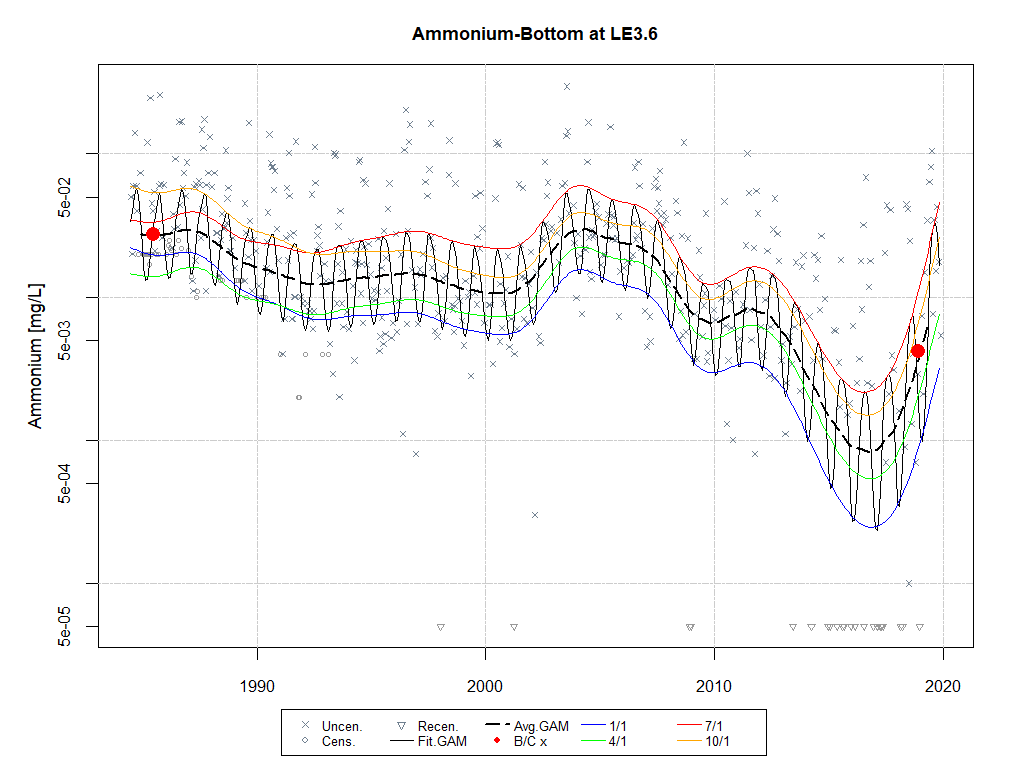 Ammonium-Bottom at LE3.6
Ammonium [mg/L]
5e-02
5e-03
5e-04
5e-05
1990 2000 2010 2020
Uncen. Recen. Avg.GAM 1/1 7/1
Cens. Fit.GAM B/C x 4/1 10/1